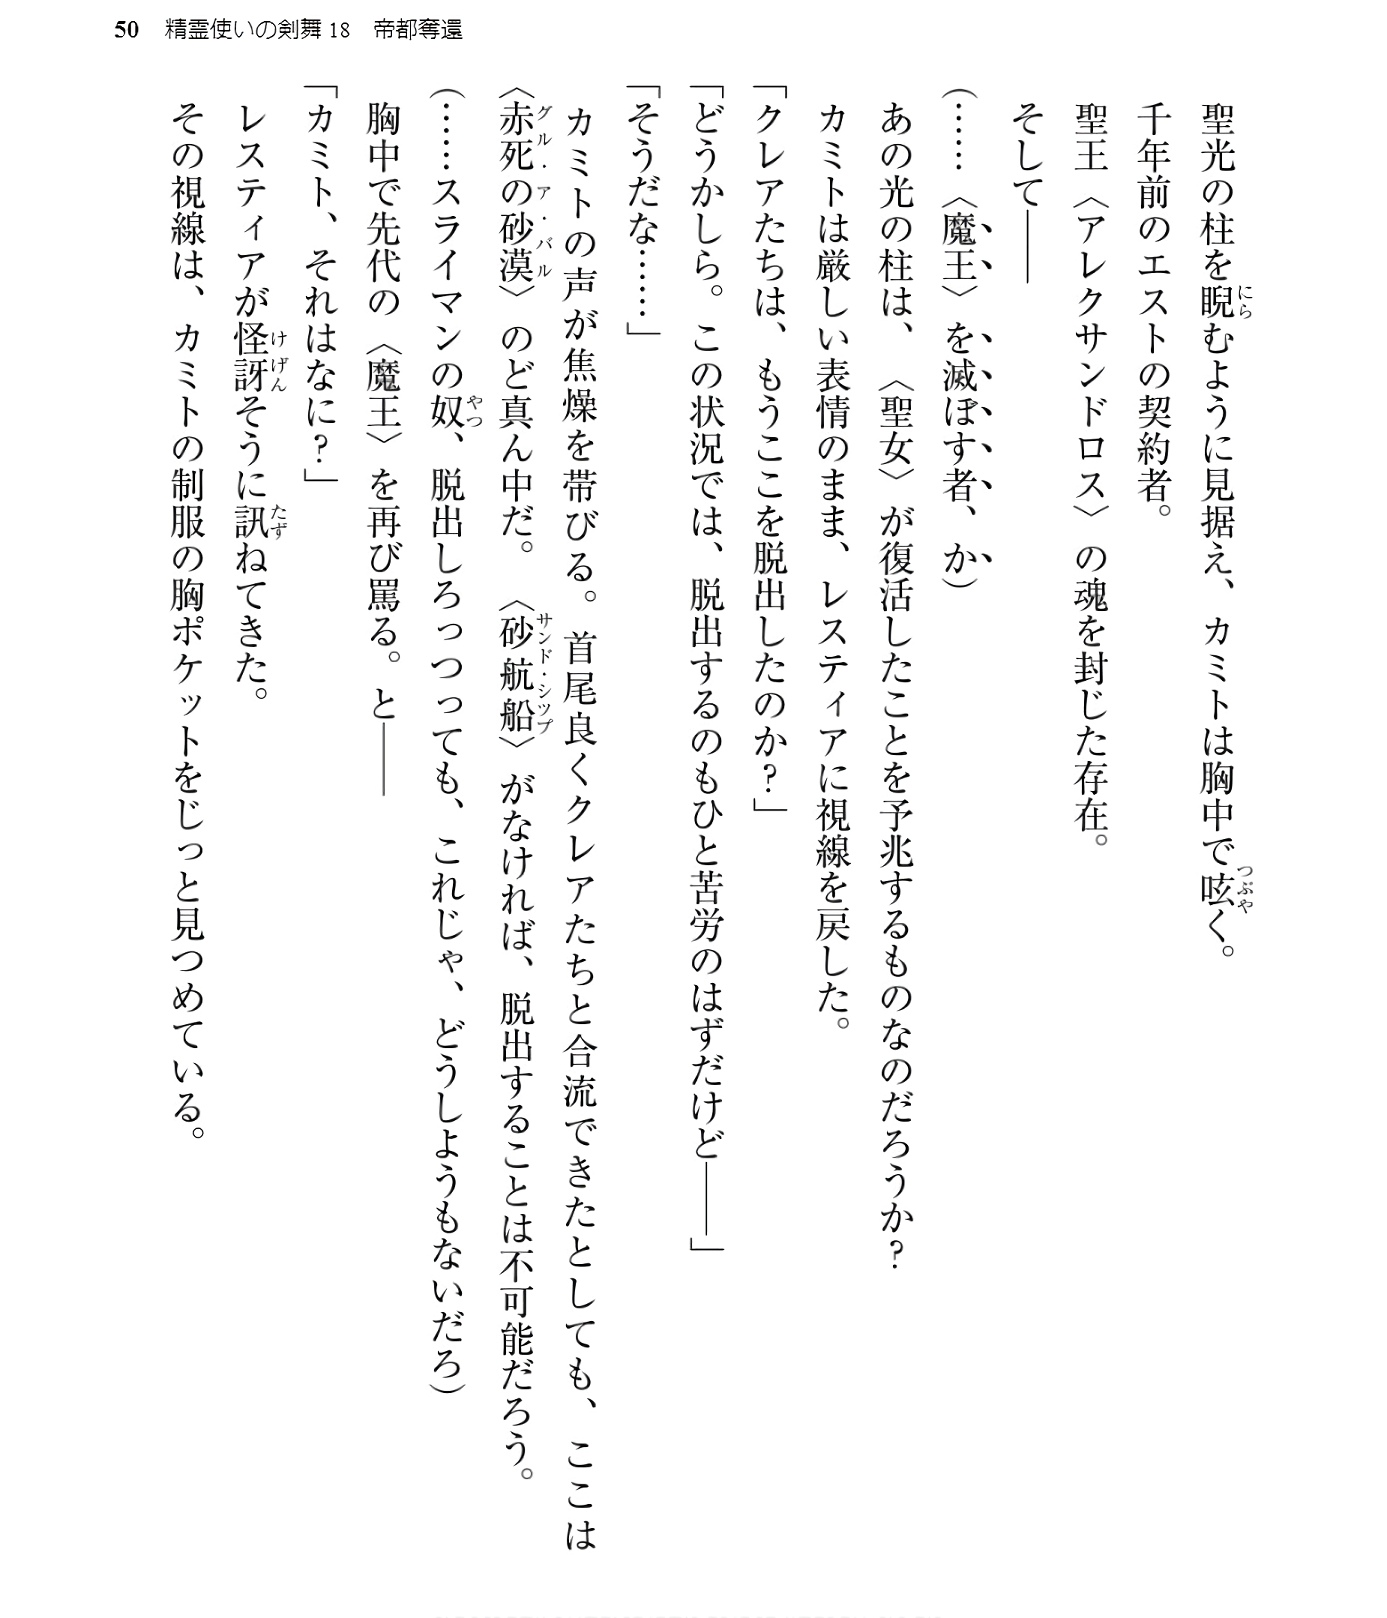 50 精霊使いの剣舞 18 帝都奪還
聖光の柱を睨むように見据え、カミトは胸中で呟く。
千年前のエストの契約者。
聖王〈アレクサンドロス〉の魂を封じた存在。
そして――
(……〈魔王〉を滅ぼす者、か)
あの光の柱は、〈聖女〉が復活したことを予兆するものなのだろうか?
カミトは厳しい表情のまま、レスティアに視線を戻した。
「クレアたちは、もうここを脱出したのか?」
「どうかしら。この状況では、脱出するのもひと苦労のはずだけど――」
「そうだな……」
カミトの声が焦燥を帯びる。首尾良くクレアたちと合流できたとしても、ここは
〈赤死の砂漠〉のど真ん中だ。〈砂航船〉がなければ、脱出することは不可能だろう。
(……スライマンの奴、脱出しろっつっても、これじゃ、どうしようもないだろ)
胸中で先代の〈魔王〉を再び罵る。と――
「カミト、それはなに?」
レスティアが怪訝そうに訊ねてきた。
その視線は、カミトの制服の胸ポケットをじっと見つめている。